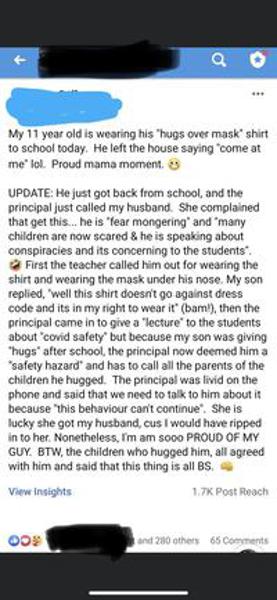 My 11 year old is wearing his "hugs over mask" shirt
to school today. He left the house saying "come at
me" lol. Proud mama moment.
UPDATE: He just got back from school, and the
principal just called my husband. She complained
that get this... he is "fear mongering" and "many
children are now scared & he is speaking about
conspiracies and its concerning to the students".
First the teacher called him out for wearing the
shirt and wearing the mask under his nose. My son
replied, "well this shirt doesn't go against dress
code and its in my right to wear it" (bam!), then the
principal came in to give a "lecture" to the students
about "covid safety" but because my son was giving
"hugs" after school, the principal now deemed him a
"safety hazard" and has to call all the parents of the
children he hugged. The principal was livid on the
phone and said that we need to talk to him about it
because "this behaviour can't continue". She is
lucky she got my husband, cus I would have ripped
in to her. Nonetheless, I'm am sooo PROUD OF MY
GUY. BTW, the children who hugged him, all agreed
with him and said that this thing is all BS.
View Insights 1.7K Post Reach
and 280 others 65 Comments